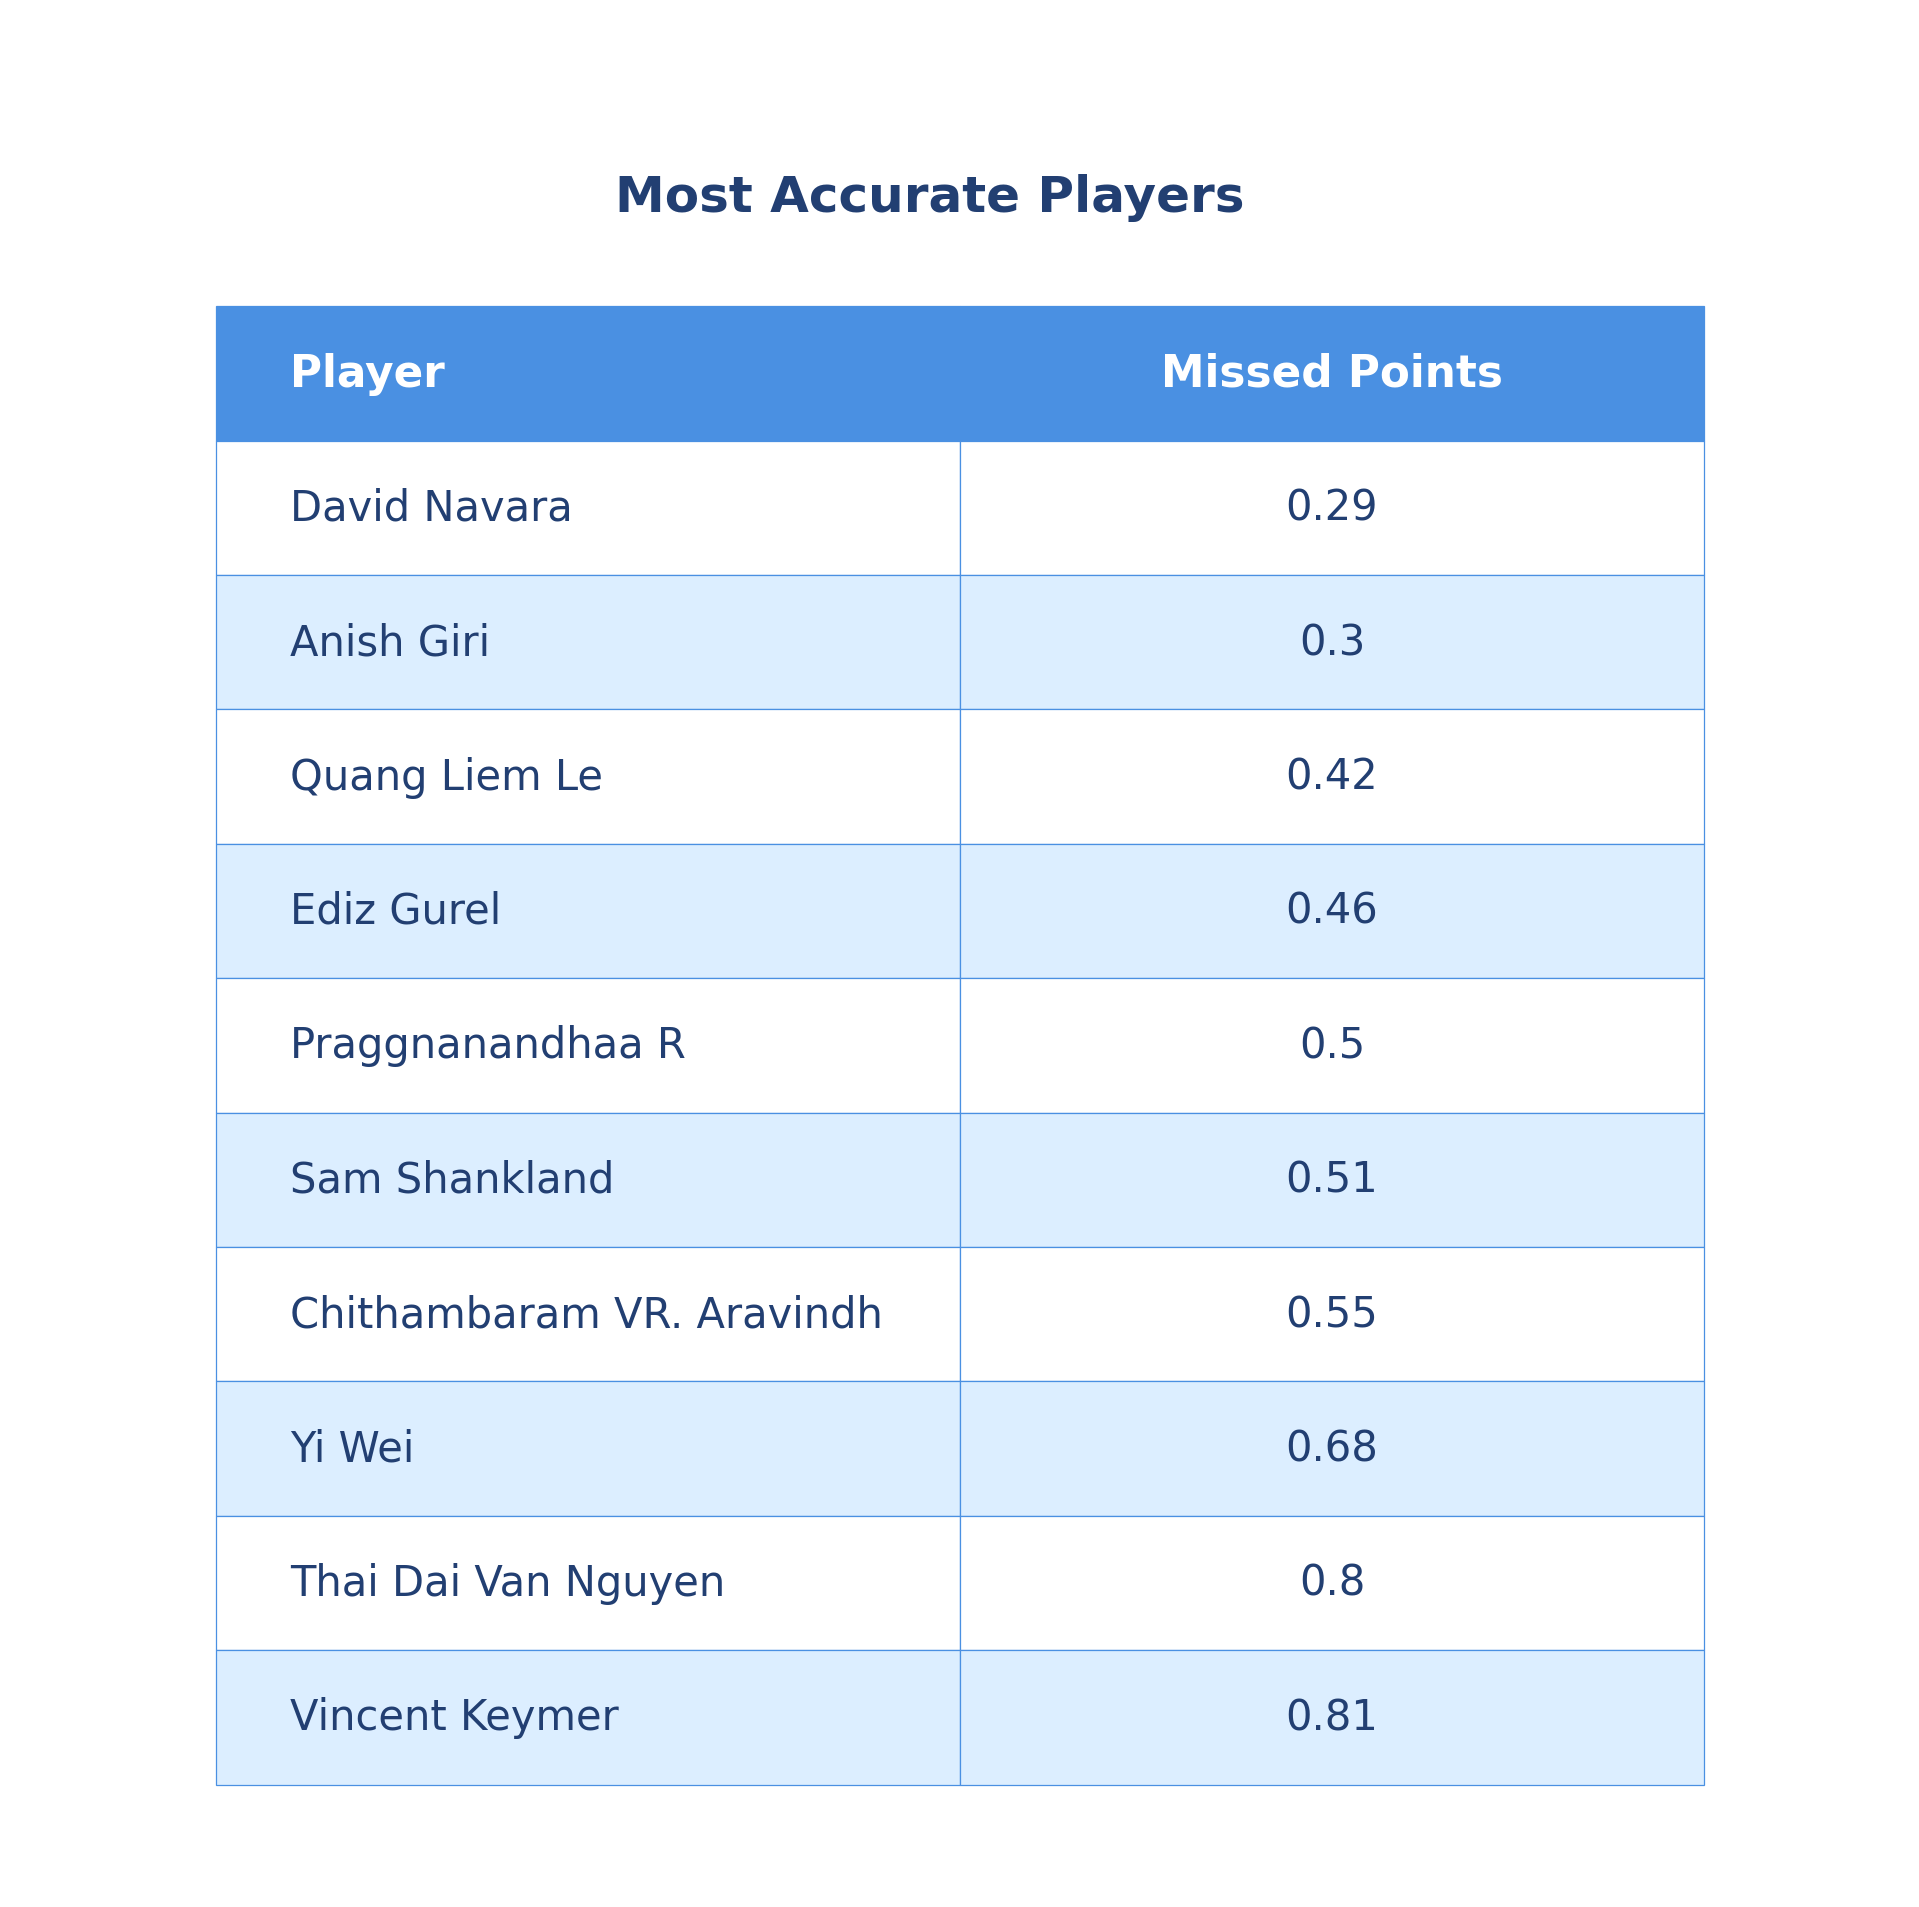 Most Accurate Players
Player Missed Points
David Navara 0.29
Anish Giri 0.3
Quang Liem Le 0.42
Ediz Gurel 0.46
Praggnanandhaa R 0.5
Sam Shankland 0.51
Chithambaram VR. Aravindh 0.55
Yi Wei 0.68
Thai Dai Van Nguyen 0.8
Vincent Keymer 0.81